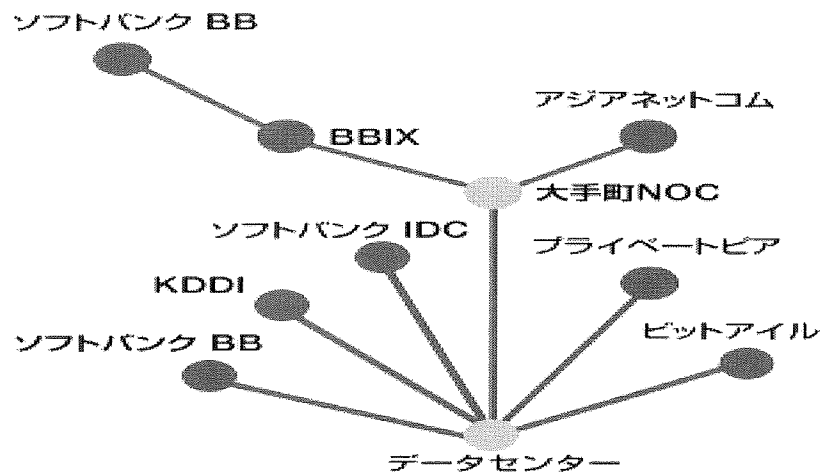 ソフトバンク BB
アジアネットコム
BBIX
大手町NOC
ソフトバンク IDC
プライベートピア
KDDI
ビットアイル
ソフトバンク BB
データセンター